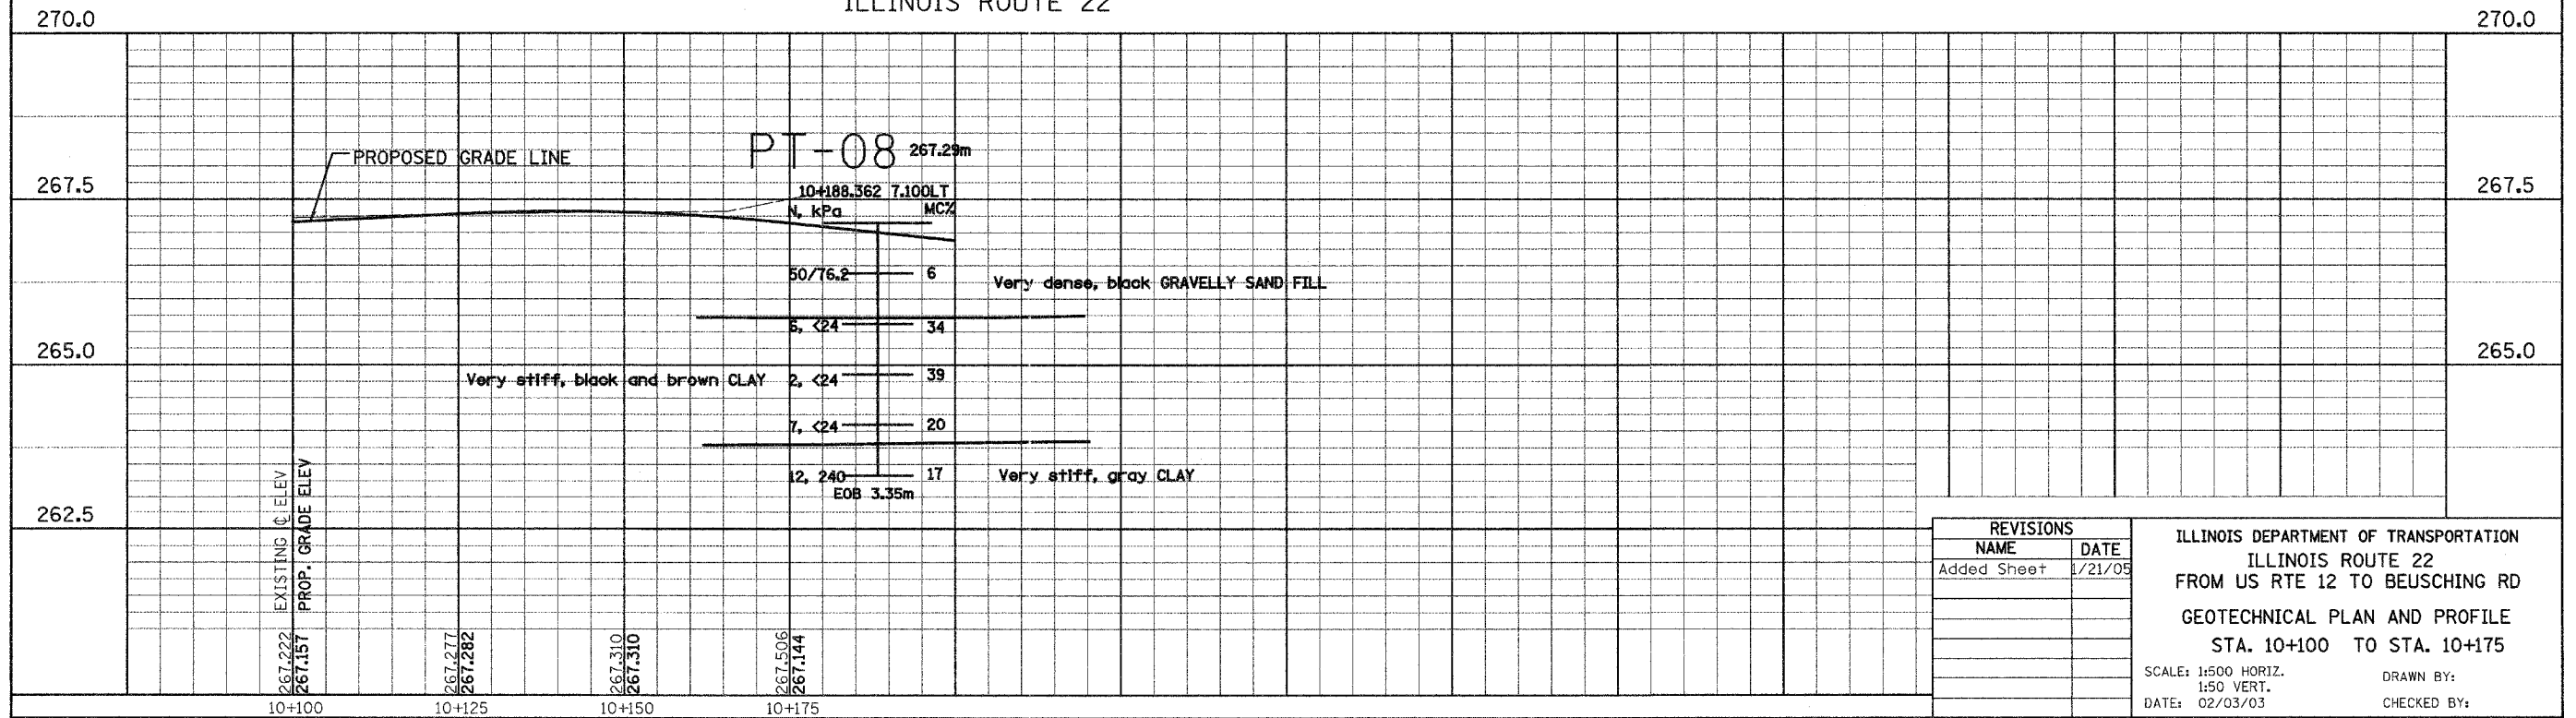 ILLINOIS ROUTE 22
270.0
270.0
PT-08 267.29m
PROPOSED GRADE LINE
267.5
267.5
10+188.362 7.100LT
N, kPa MC%
50/76.2 6
Very dense, black GRAVELLY SAND FILL
6, <24 34
265.0
265.0
Very stiff, black and brown CLAY
2, <24 39
7, <24 20
12, 240 17
Very stiff, gray CLAY
EOB 3.35m
262.5
EXISTING ℄ ELEV
PROP. GRADE ELEV
267.222
267.157
267.277
267.282
267.310
267.310
267.506
267.144
10+100
10+125
10+150
10+175
REVISIONS
NAME DATE
Added Sheet 1/21/05
ILLINOIS DEPARTMENT OF TRANSPORTATION
ILLINOIS ROUTE 22
FROM US RTE 12 TO BEUSCHING RD
GEOTECHNICAL PLAN AND PROFILE
STA. 10+100 TO STA. 10+175
SCALE: 1:500 HORIZ.
1:50 VERT.
DRAWN BY:
DATE: 02/03/03
CHECKED BY: